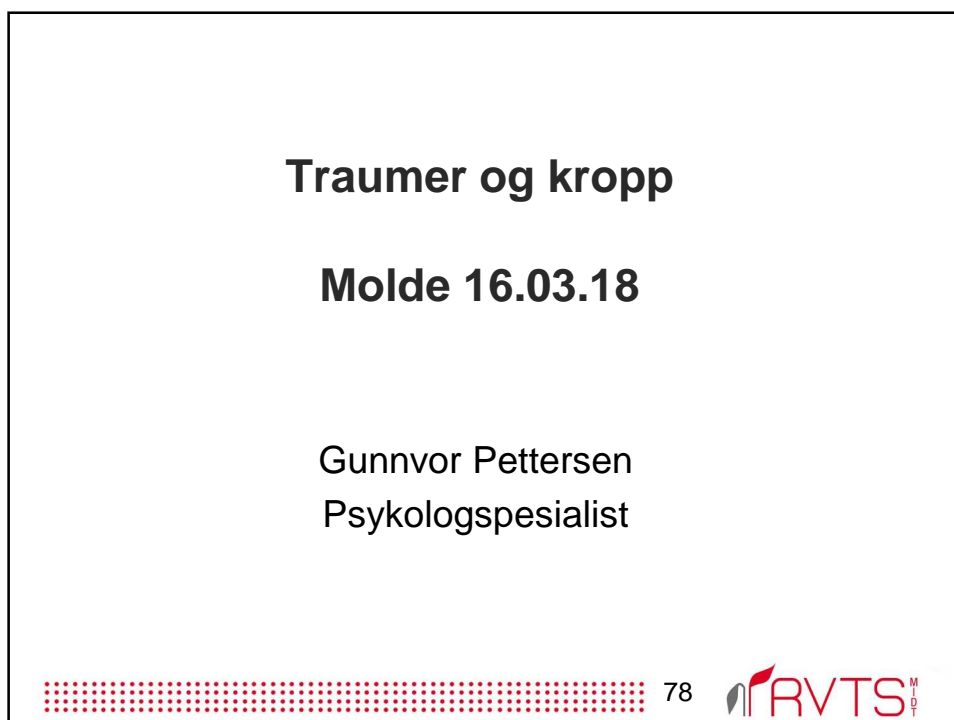 Traumer og kropp
Molde 16.03.18
Gunnvor Pettersen
Psykologspesialist
78
RVTS MIDT